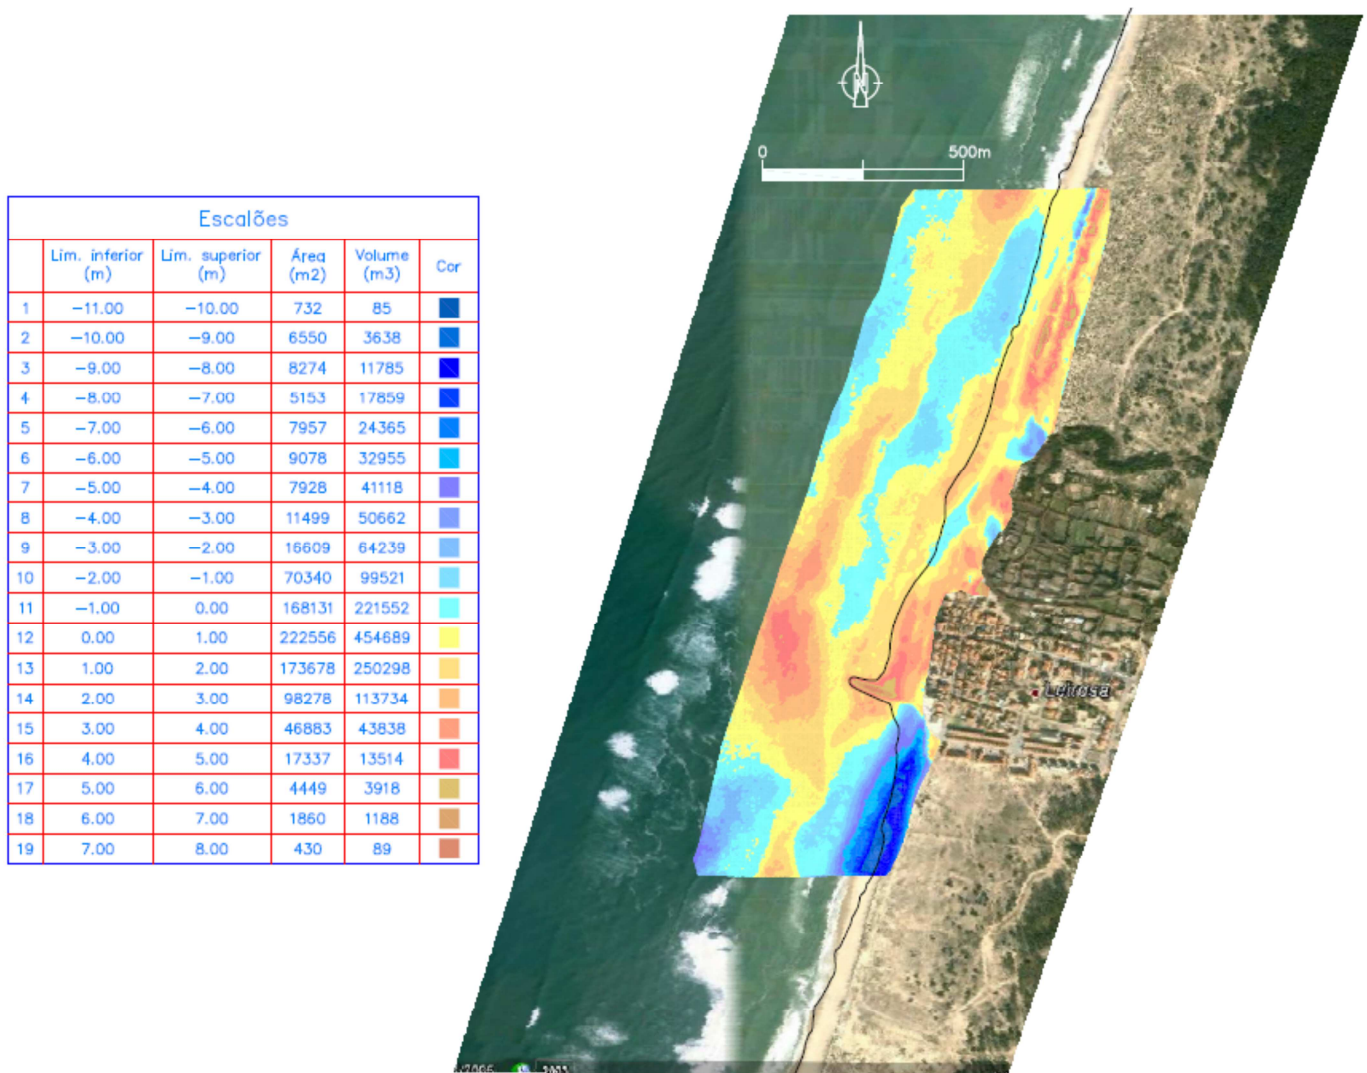 Escalões
Lim. inferior (m) Lim. superior (m) Área (m2) Volume (m3) Cor
1 −11.00 −10.00 732 85
2 −10.00 −9.00 6550 3638
3 −9.00 −8.00 8274 11785
4 −8.00 −7.00 5153 17859
5 −7.00 −6.00 7957 24365
6 −6.00 −5.00 9078 32955
7 −5.00 −4.00 7928 41118
8 −4.00 −3.00 11499 50662
9 −3.00 −2.00 16609 64239
10 −2.00 −1.00 70340 99521
11 −1.00 0.00 168131 221552
12 0.00 1.00 222556 454689
13 1.00 2.00 173678 250298
14 2.00 3.00 98278 113734
15 3.00 4.00 46883 43838
16 4.00 5.00 17337 13514
17 5.00 6.00 4449 3918
18 6.00 7.00 1860 1188
19 7.00 8.00 430 89
N
0 500m
Leirosa